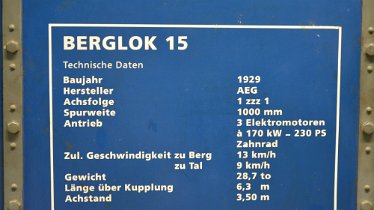 BERGLOK 15
Technische Daten
Baujahr 1929
Hersteller AEG
Achsfolge 1 zzz 1
Spurweite 1000 mm
Antrieb 3 Elektromotoren
à 170 kW – 230 PS
Zahnrad
Zul. Geschwindigkeit zu Berg 13 km/h
zu Tal 9 km/h
Gewicht 28,7 to
Länge über Kupplung 6,3 m
Achstand 3,50 m